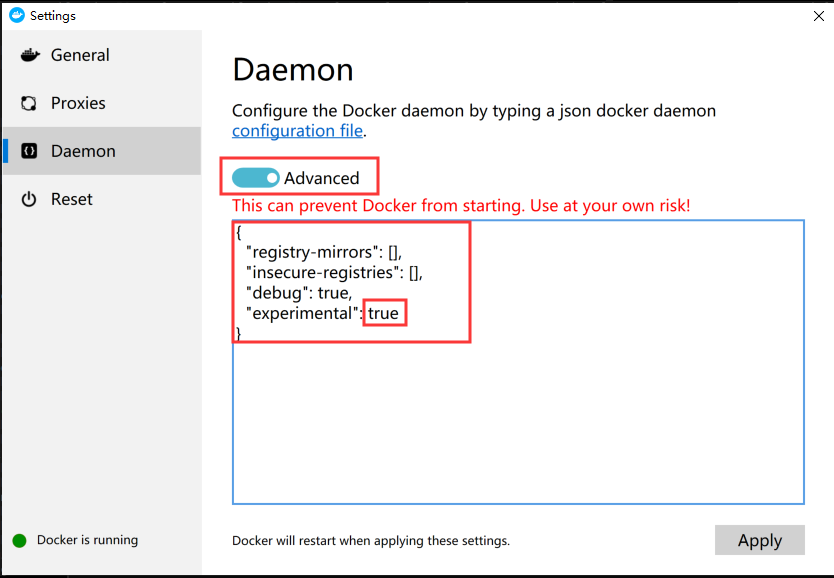 Settings
General
Proxies
Daemon
Reset
Docker is running
Daemon
Configure the Docker daemon by typing a json docker daemon
configuration file.
Advanced
This can prevent Docker from starting. Use at your own risk!
{
"registry-mirrors": [],
"insecure-registries": [],
"debug": true,
"experimental": true
}
Docker will restart when applying these settings.
Apply